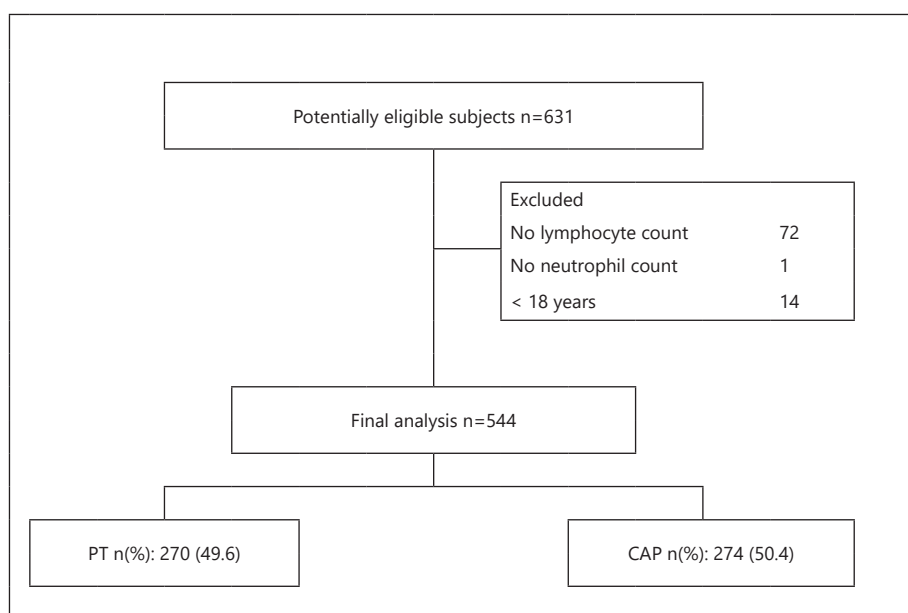 Potentially eligible subjects n=631
Excluded
No lymphocyte count 72
No neutrophil count 1
< 18 years 14
Final analysis n=544
PT n(%): 270 (49.6)
CAP n(%): 274 (50.4)